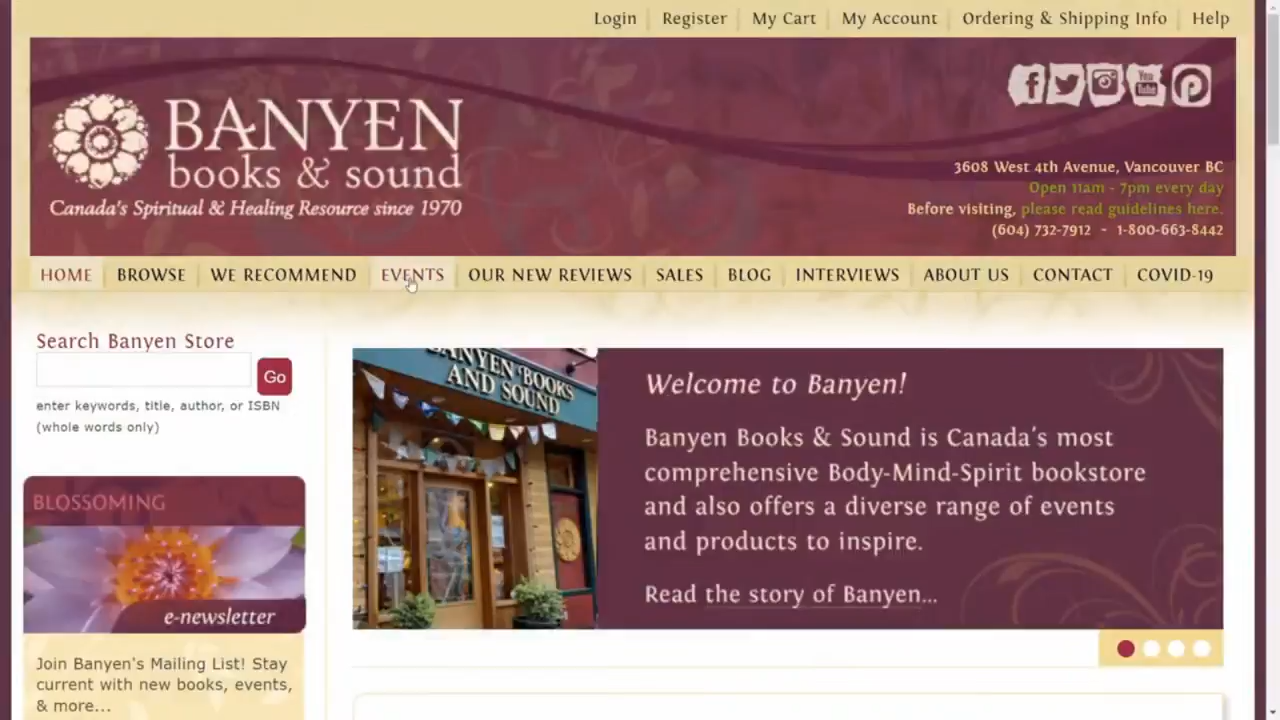 Login Register My Cart My Account Ordering & Shipping Info Help
BANYEN
books & sound
Canada's Spiritual & Healing Resource since 1970
You
Tube
3608 West 4th Avenue, Vancouver BC
Open 11am - 7pm every day
Before visiting, please read guidelines here.
(604) 732-7912 - 1-800-663-8442
HOME BROWSE WE RECOMMEND EVENTS OUR NEW REVIEWS SALES BLOG INTERVIEWS ABOUT US CONTACT COVID-19
Search Banyen Store
Go
enter keywords, title, author, or ISBN
(whole words only)
BLOSSOMING
e-newsletter
Join Banyen's Mailing List! Stay
current with new books, events,
& more...
BANYEN BOOKS
AND SOUND
Welcome to Banyen!
Banyen Books & Sound is Canada's most
comprehensive Body-Mind-Spirit bookstore
and also offers a diverse range of events
and products to inspire.
Read the story of Banyen...